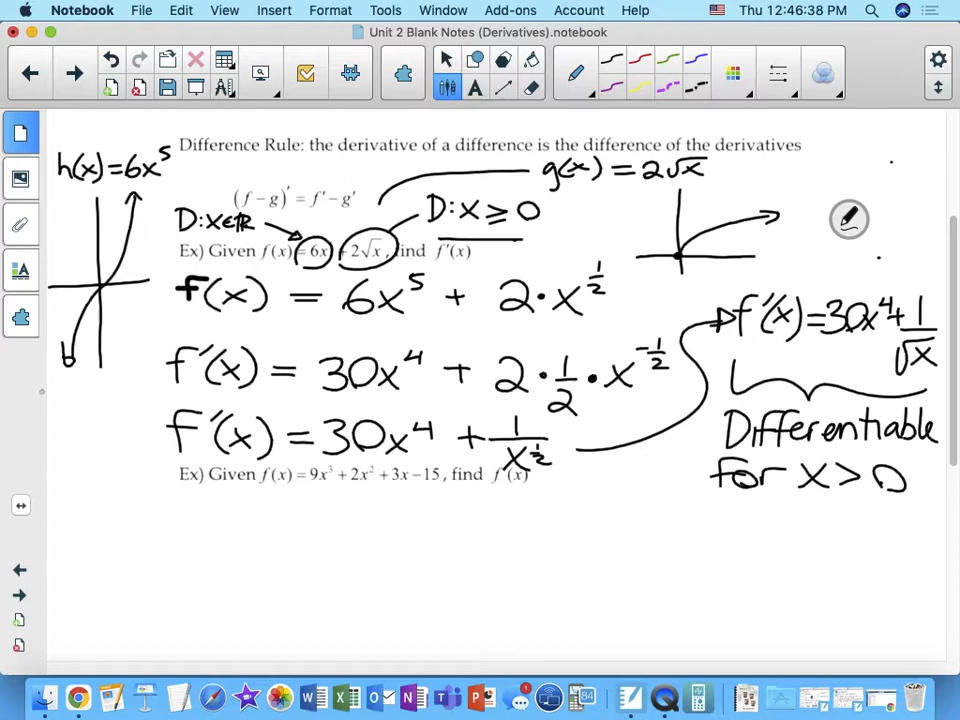 Notebook File Edit View Insert Format Tools Window Add-ons Account Help Thu 12:46:38 PM
Unit 2 Blank Notes (Derivatives).notebook
Difference Rule: the derivative of a difference is the difference of the derivatives
h(x)=6x⁵
g(x)=2√x
(f-g)' = f'-g'
D:x∈ℝ
D:x≥0
Ex) Given f(x)=6x +2√x, find f'(x)
f(x) = 6x⁵ + 2•x^(1/2)
f'(x)=30x⁴+1/√x
f'(x) = 30x⁴ + 2•1/2•x^(-1/2)
Differentiable
for x>0
f'(x)=30x⁴ +1/x^(1/2)
Ex) Given f(x)=9x³+2x²+3x-15, find f'(x)